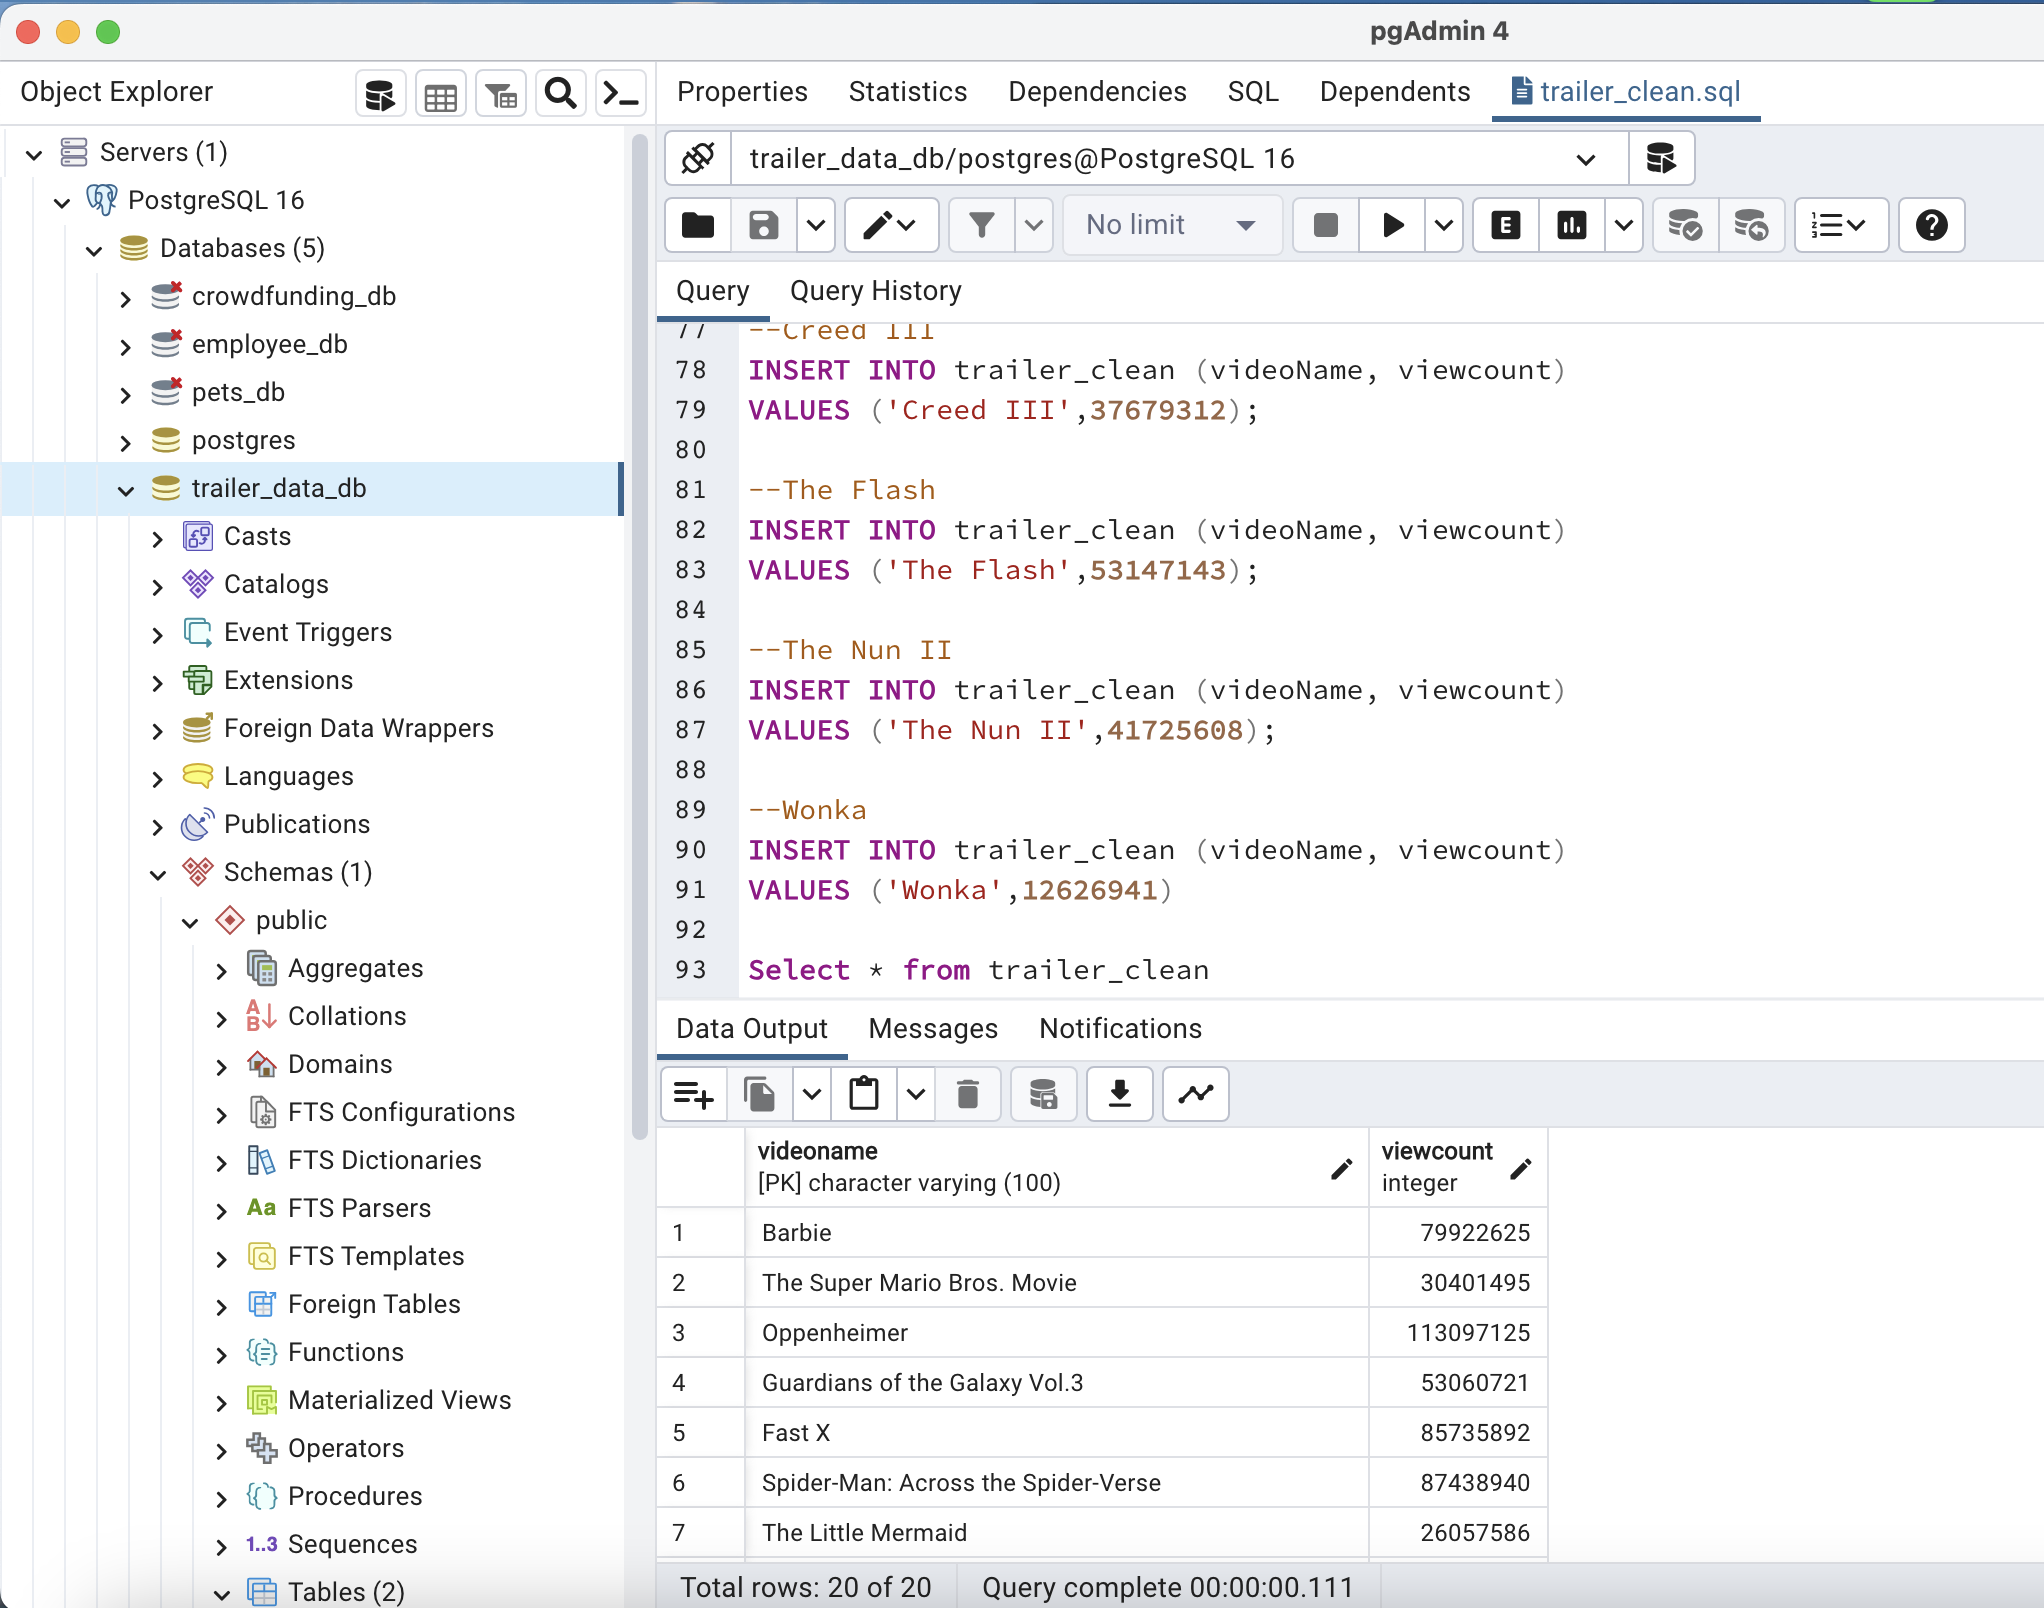 pgAdmin 4
Object Explorer
Properties Statistics Dependencies SQL Dependents trailer_clean.sql
Servers (1)
PostgreSQL 16
Databases (5)
crowdfunding_db
employee_db
pets_db
postgres
trailer_data_db
Casts
Catalogs
Event Triggers
Extensions
Foreign Data Wrappers
Languages
Publications
Schemas (1)
public
Aggregates
Collations
Domains
FTS Configurations
FTS Dictionaries
Aa FTS Parsers
FTS Templates
Foreign Tables
Functions
Materialized Views
Operators
Procedures
1..3 Sequences
Tables (2)
trailer_data_db/postgres@PostgreSQL 16
No limit
E
Query Query History
77 --Creed III
78 INSERT INTO trailer_clean (videoName, viewcount)
79 VALUES ('Creed III',37679312);
80
81 --The Flash
82 INSERT INTO trailer_clean (videoName, viewcount)
83 VALUES ('The Flash',53147143);
84
85 --The Nun II
86 INSERT INTO trailer_clean (videoName, viewcount)
87 VALUES ('The Nun II',41725608);
88
89 --Wonka
90 INSERT INTO trailer_clean (videoName, viewcount)
91 VALUES ('Wonka',12626941)
92
93 Select * from trailer_clean
Data Output Messages Notifications
videoname viewcount
[PK] character varying (100) integer
1 Barbie 79922625
2 The Super Mario Bros. Movie 30401495
3 Oppenheimer 113097125
4 Guardians of the Galaxy Vol.3 53060721
5 Fast X 85735892
6 Spider-Man: Across the Spider-Verse 87438940
7 The Little Mermaid 26057586
Total rows: 20 of 20 Query complete 00:00:00.111